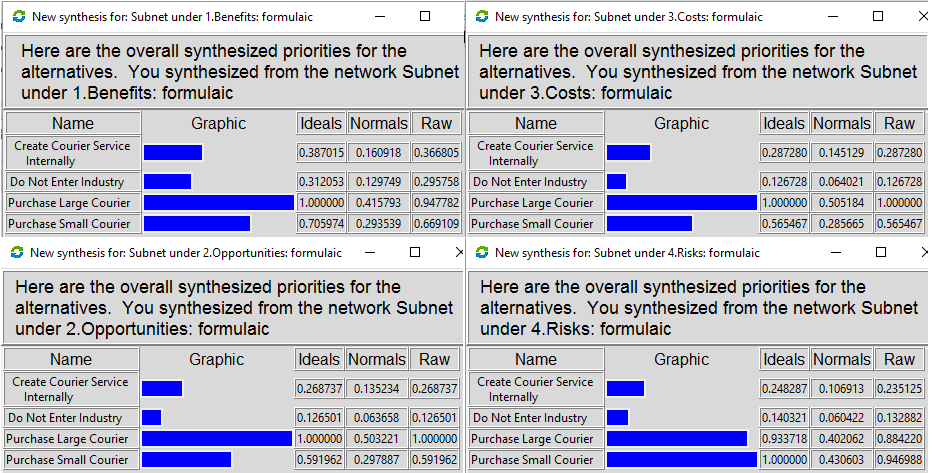 New synthesis for: Subnet under 1.Benefits: formulaic
Here are the overall synthesized priorities for the
alternatives.  You synthesized from the network Subnet
under 1.Benefits: formulaic
Name Graphic Ideals Normals Raw
Create Courier Service
Internally 0.387015 0.160918 0.366805
Do Not Enter Industry 0.312053 0.129749 0.295758
Purchase Large Courier 1.000000 0.415793 0.947782
Purchase Small Courier 0.705974 0.293539 0.669109
New synthesis for: Subnet under 3.Costs: formulaic
Here are the overall synthesized priorities for the
alternatives.  You synthesized from the network Subnet
under 3.Costs: formulaic
Name Graphic Ideals Normals Raw
Create Courier Service
Internally 0.287280 0.145129 0.287280
Do Not Enter Industry 0.126728 0.064021 0.126728
Purchase Large Courier 1.000000 0.505184 1.000000
Purchase Small Courier 0.565467 0.285665 0.565467
New synthesis for: Subnet under 2.Opportunities: formulaic
Here are the overall synthesized priorities for the
alternatives.  You synthesized from the network Subnet
under 2.Opportunities: formulaic
Name Graphic Ideals Normals Raw
Create Courier Service
Internally 0.268737 0.135234 0.268737
Do Not Enter Industry 0.126501 0.063658 0.126501
Purchase Large Courier 1.000000 0.503221 1.000000
Purchase Small Courier 0.591962 0.297887 0.591962
New synthesis for: Subnet under 4.Risks: formulaic
Here are the overall synthesized priorities for the
alternatives.  You synthesized from the network Subnet
under 4.Risks: formulaic
Name Graphic Ideals Normals Raw
Create Courier Service
Internally 0.248287 0.106913 0.235125
Do Not Enter Industry 0.140321 0.060422 0.132882
Purchase Large Courier 0.933718 0.402062 0.884220
Purchase Small Courier 1.000000 0.430603 0.946988